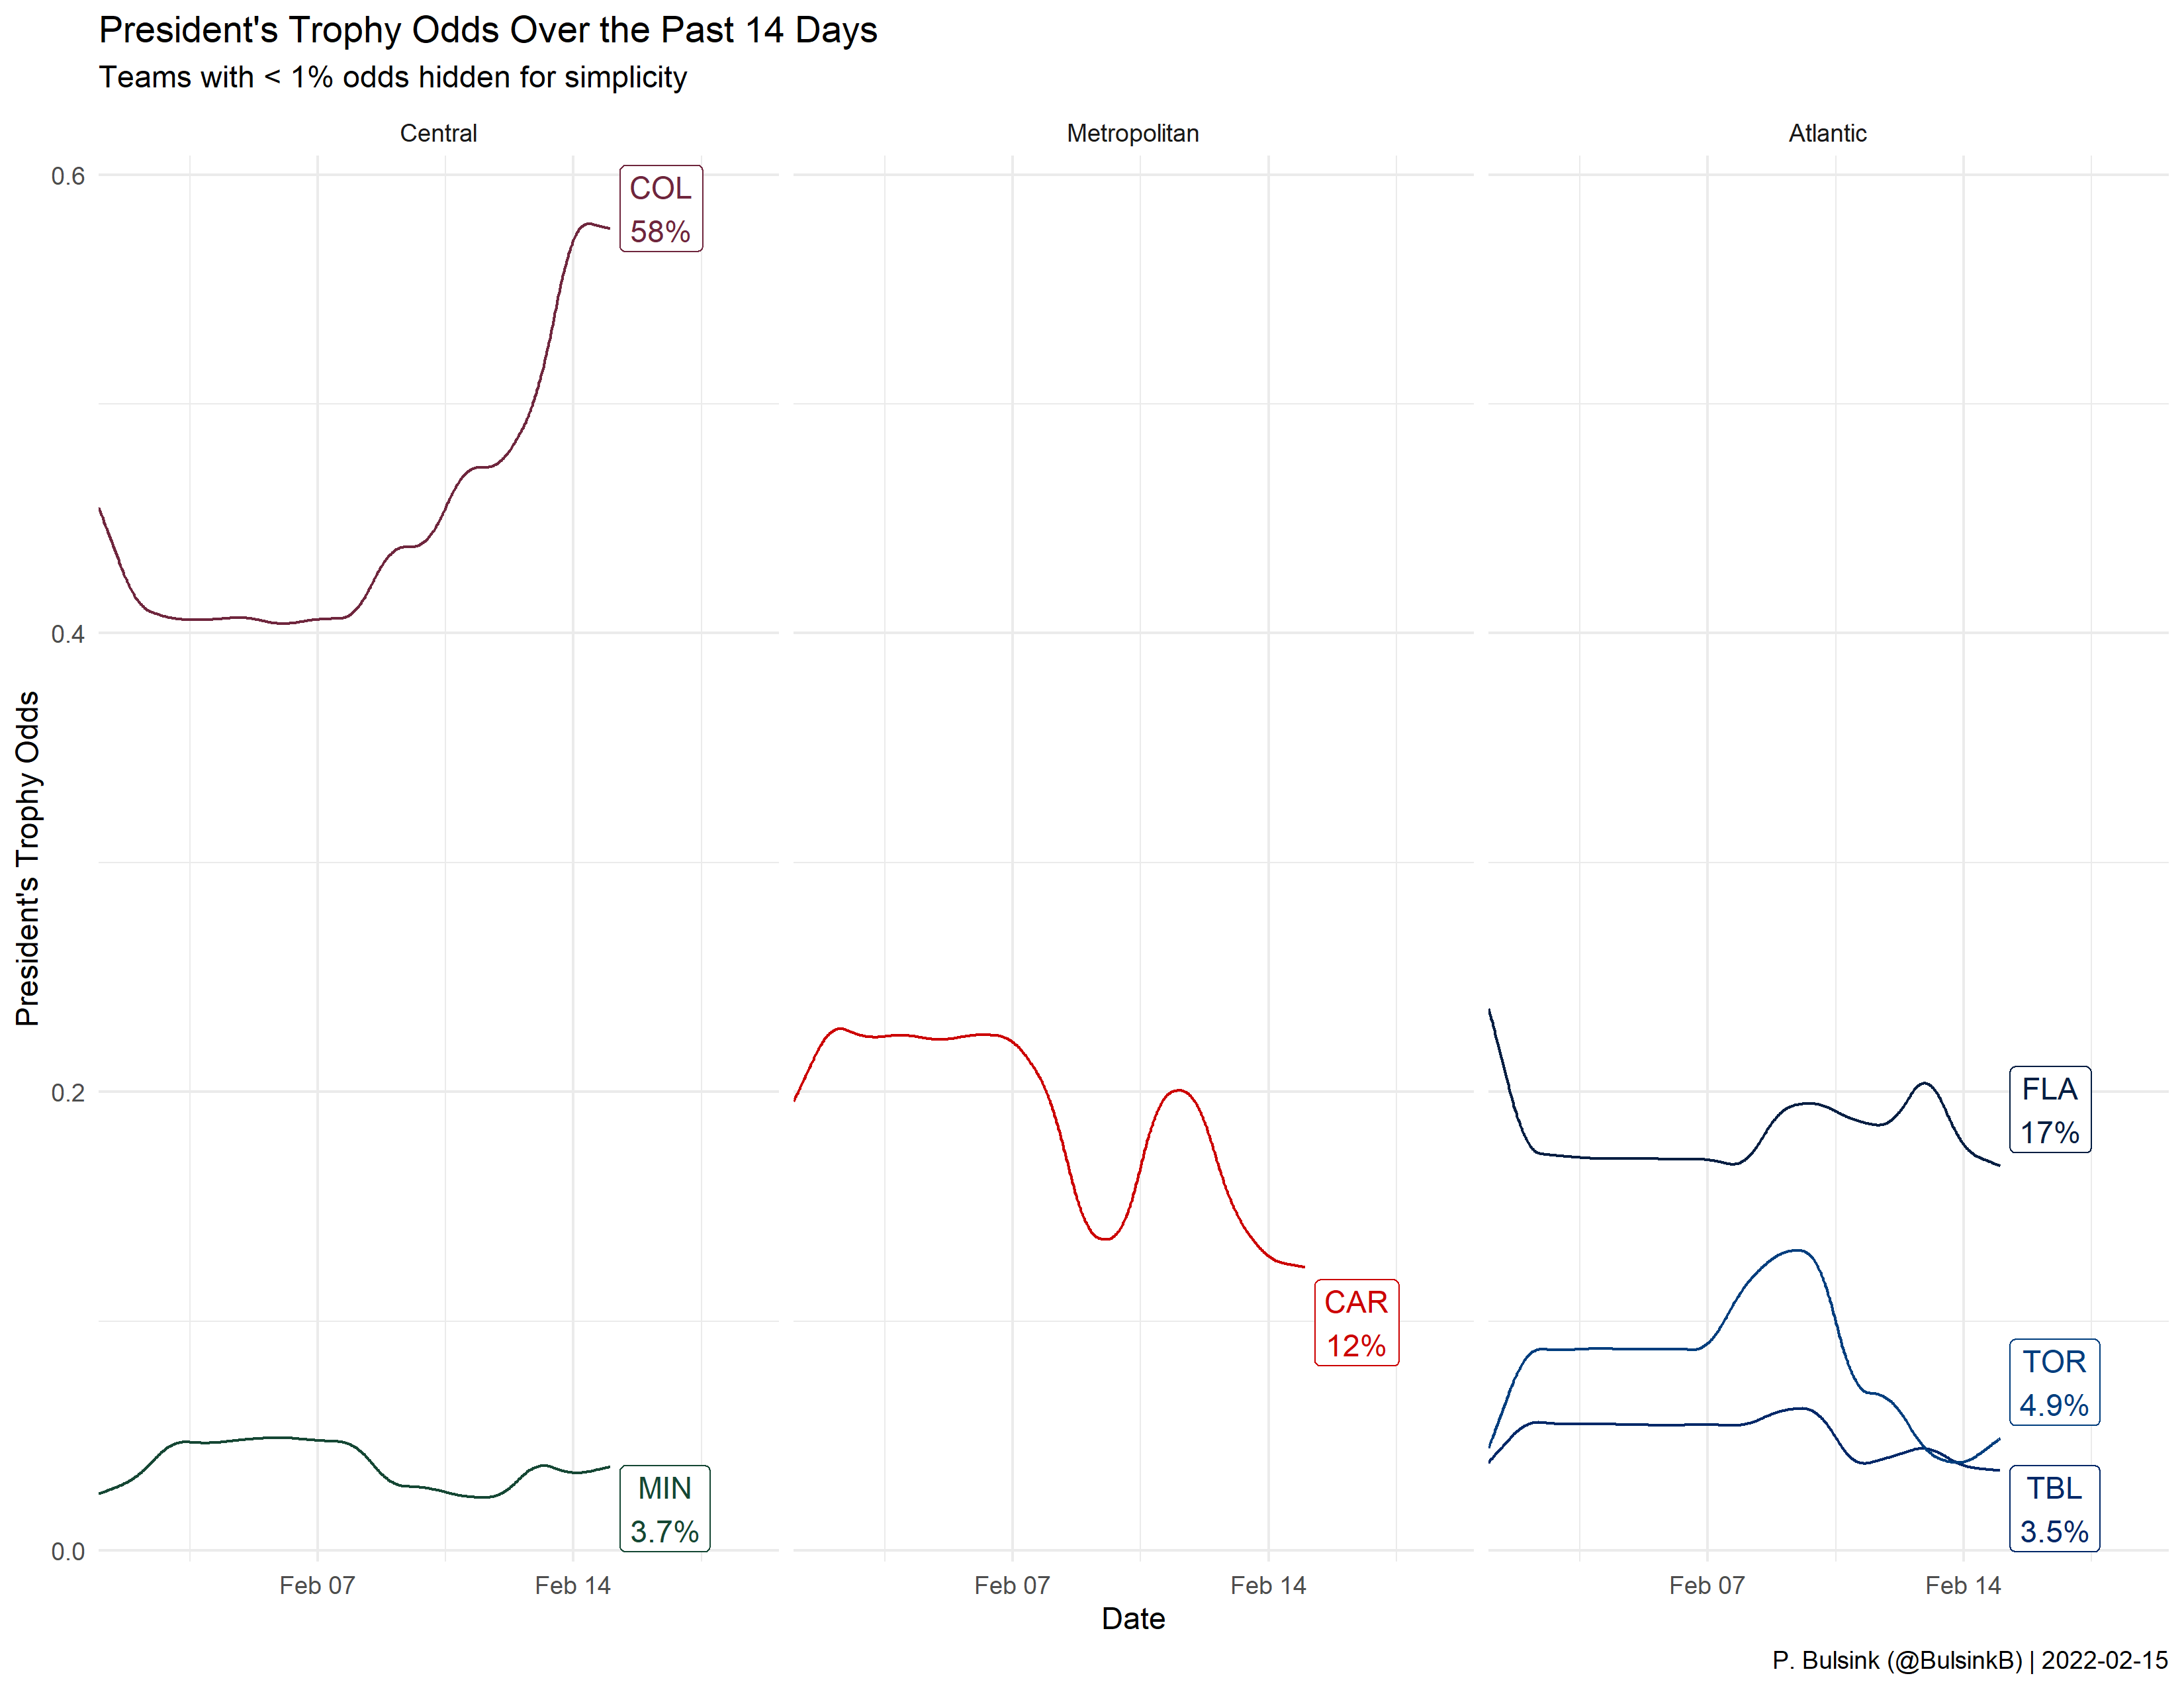 President's Trophy Odds Over the Past 14 Days
Teams with < 1% odds hidden for simplicity
Central
Metropolitan
Atlantic
0.6
0.4
0.2
0.0
President's Trophy Odds
COL
58%
MIN
3.7%
CAR
12%
FLA
17%
TOR
4.9%
TBL
3.5%
Feb 07
Feb 14
Feb 07
Feb 14
Feb 07
Feb 14
Date
P. Bulsink (@BulsinkB) | 2022-02-15